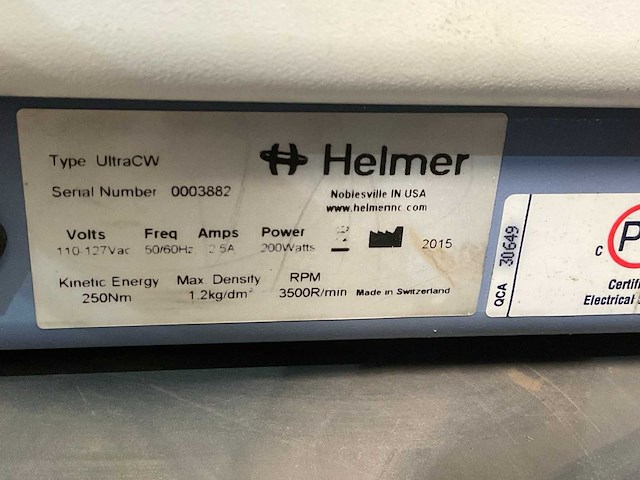 Type UltraCW
Helmer
Serial Number 0003882
Noblesville IN USA
www.helmerinc.com
Volts Freq Amps Power
110-127Vac 50/60Hz 2.5A 200Watts
2015
Kinetic Energy Max. Density RPM
250Nm 1.2kg/dm³ 3500R/min Made in Switzerland
QCA 30649
C
P
Certifi
Electrical